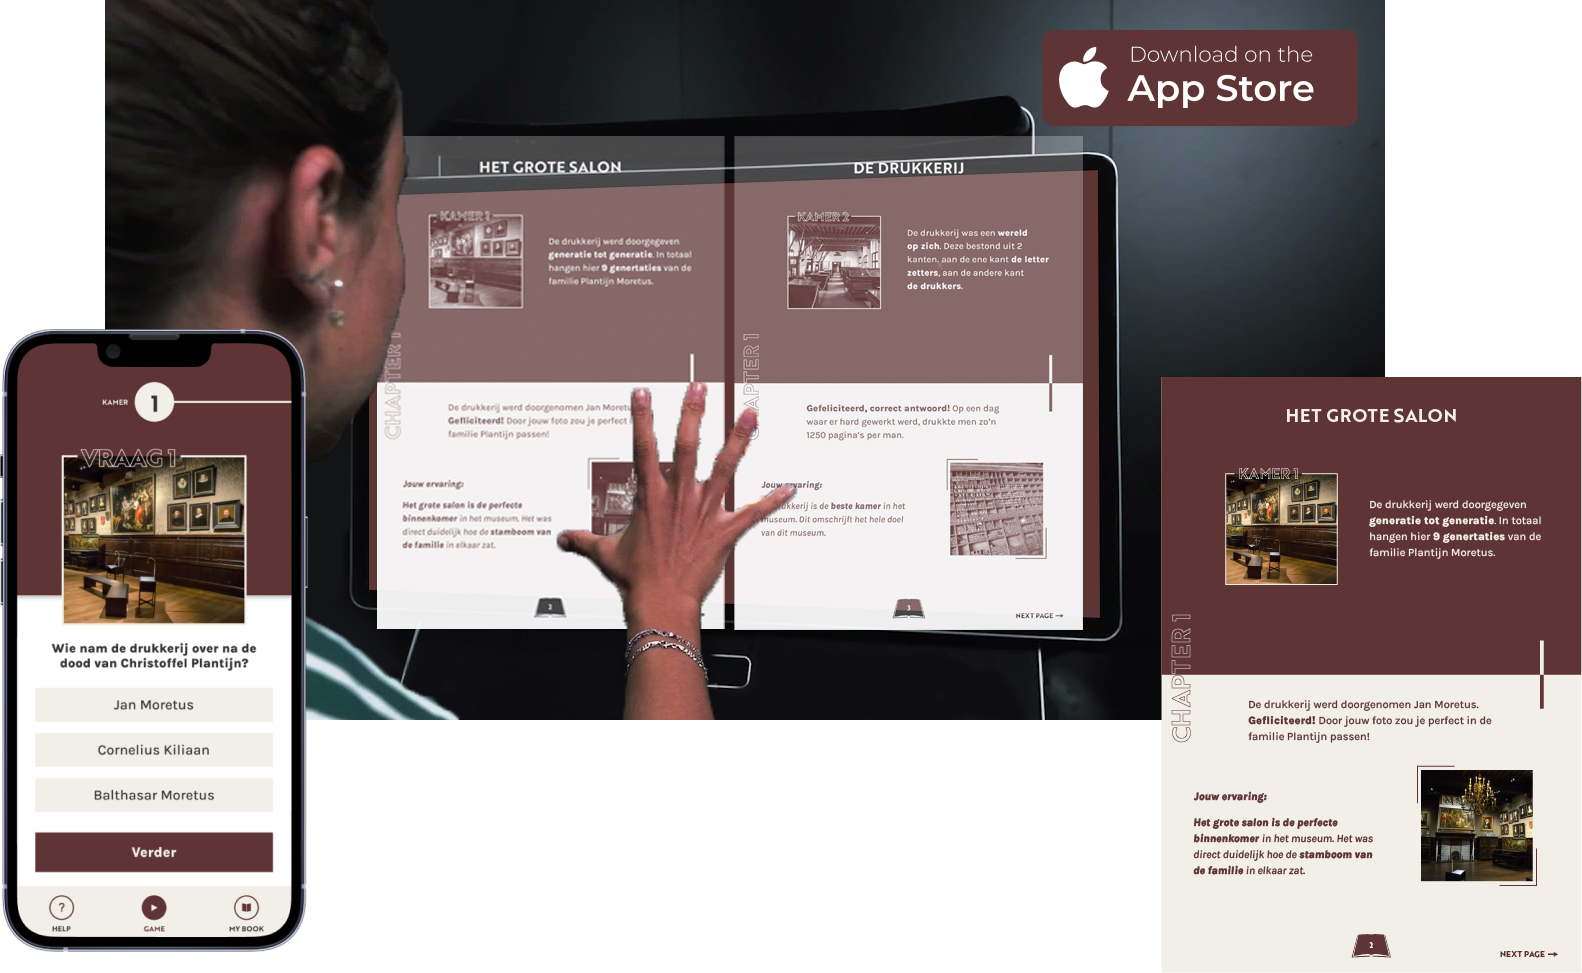 Download on the
App Store
HET GROTE SALON
KAMER 1
De drukkerij werd doorgegeven
generatie tot generatie. In totaal
hangen hier 9 genertaties van de
familie Plantijn Moretus.
CHAPTER 1
De drukkerij werd doorgenomen Jan
Gefliciteerd! Door jouw foto zou je perfect
familie Plantijn passen!
Jouw ervaring:
Het grote salon is de perfecte
binnenkomer in het museum. Het was
direct duidelijk hoe de stamboom van
de familie in elkaar zat.
2
DE DRUKKERIJ
KAMER 2
De drukkerij was een wereld
op zich. Deze bestond uit 2
kanten. aan de ene kant de letter
zetters, aan de andere kant
de drukkers.
Gefeliciteerd, correct antwoord! Op een dag
waar er hard gewerkt werd, drukkte men zo'n
1250 pagina's per man.
Jouw
is de beste kamer in het
museum. Dit omschrijft het hele doel
van dit museum.
3
NEXT PAGE →
KAMER 1
VRAAG 1
Wie nam de drukkerij over na de
dood van Christoffel Plantijn?
Jan Moretus
Cornelius Kiliaan
Balthasar Moretus
Verder
?
HELP
GAME
MY BOOK
HET GROTE SALON
KAMER 1
De drukkerij werd doorgegeven
generatie tot generatie. In totaal
hangen hier 9 genertaties van de
familie Plantijn Moretus.
CHAPTER 1
De drukkerij werd doorgenomen Jan Moretus.
Gefliciteerd! Door jouw foto zou je perfect in de
familie Plantijn passen!
Jouw ervaring:
Het grote salon is de perfecte
binnenkomer in het museum. Het was
direct duidelijk hoe de stamboom van
de familie in elkaar zat.
2
NEXT PAGE →